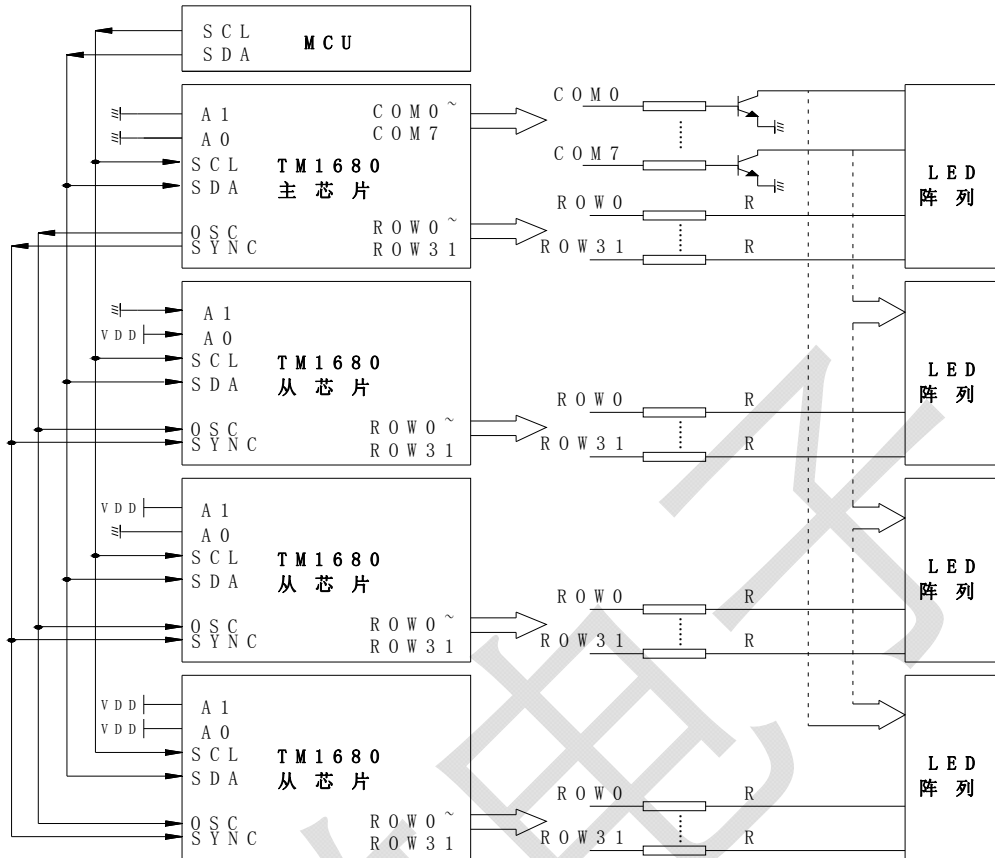 SCL
SDA
MCU
A1
A0
SCL
SDA
OSC
SYNC
TM1680
主芯片
COM0~
COM7
ROW0~
ROW31
COM0
COM7
ROW0
R
ROW31
R
LED
阵列
VDD
A1
A0
SCL
SDA
OSC
SYNC
TM1680
从芯片
ROW0~
ROW31
ROW0
R
ROW31
R
LED
阵列
VDD
A1
A0
SCL
SDA
OSC
SYNC
TM1680
从芯片
ROW0~
ROW31
ROW0
R
ROW31
R
LED
阵列
VDD
A1
VDD
A0
SCL
SDA
OSC
SYNC
TM1680
从芯片
ROW0~
ROW31
ROW0
R
ROW31
R
LED
阵列
电子